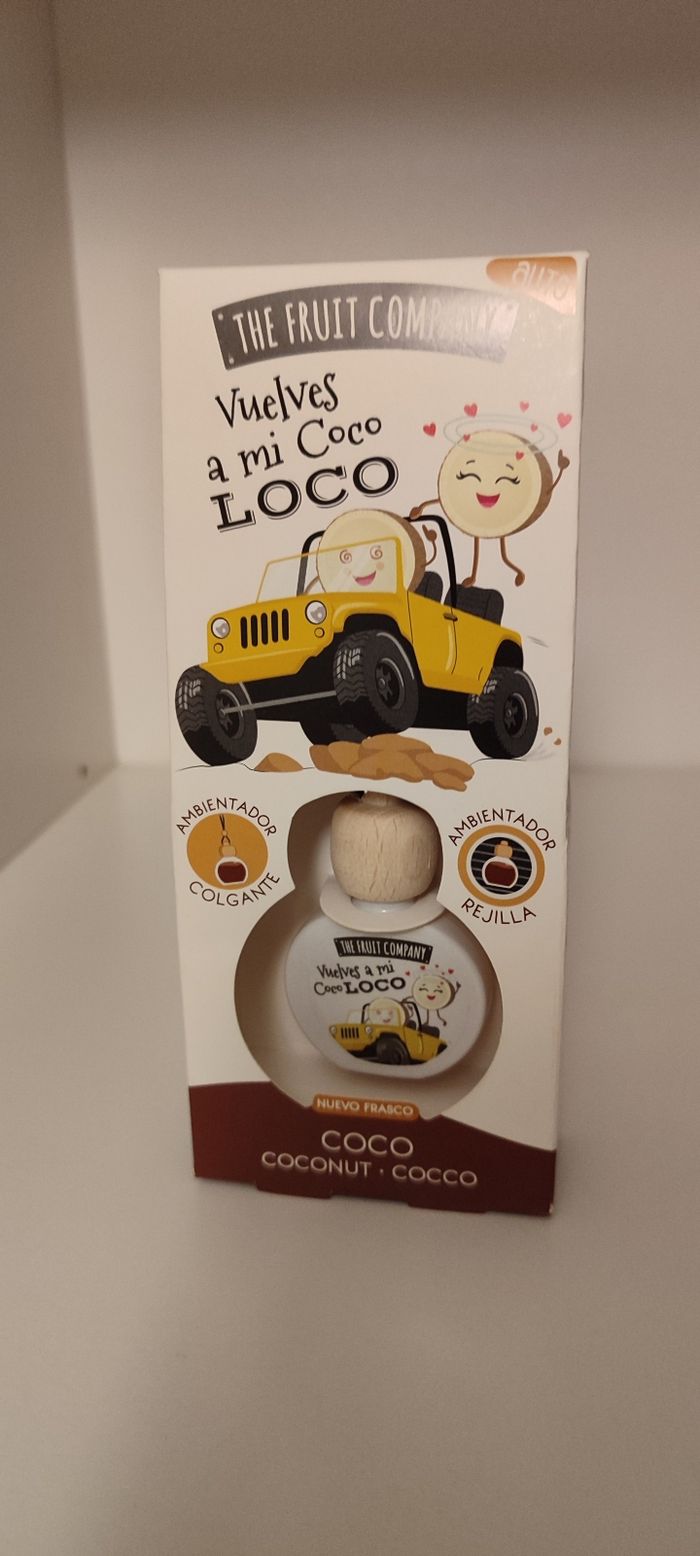 auto
THE FRUIT COMPANY
Vuelves
a mi Coco
LOCO
AMBIENTADOR
COLGANTE
AMBIENTADOR
REJILLA
THE FRUIT COMPANY
Vuelves a mi
Coco LOCO
NUEVO FRASCO
COCO
COCONUT · COCCO